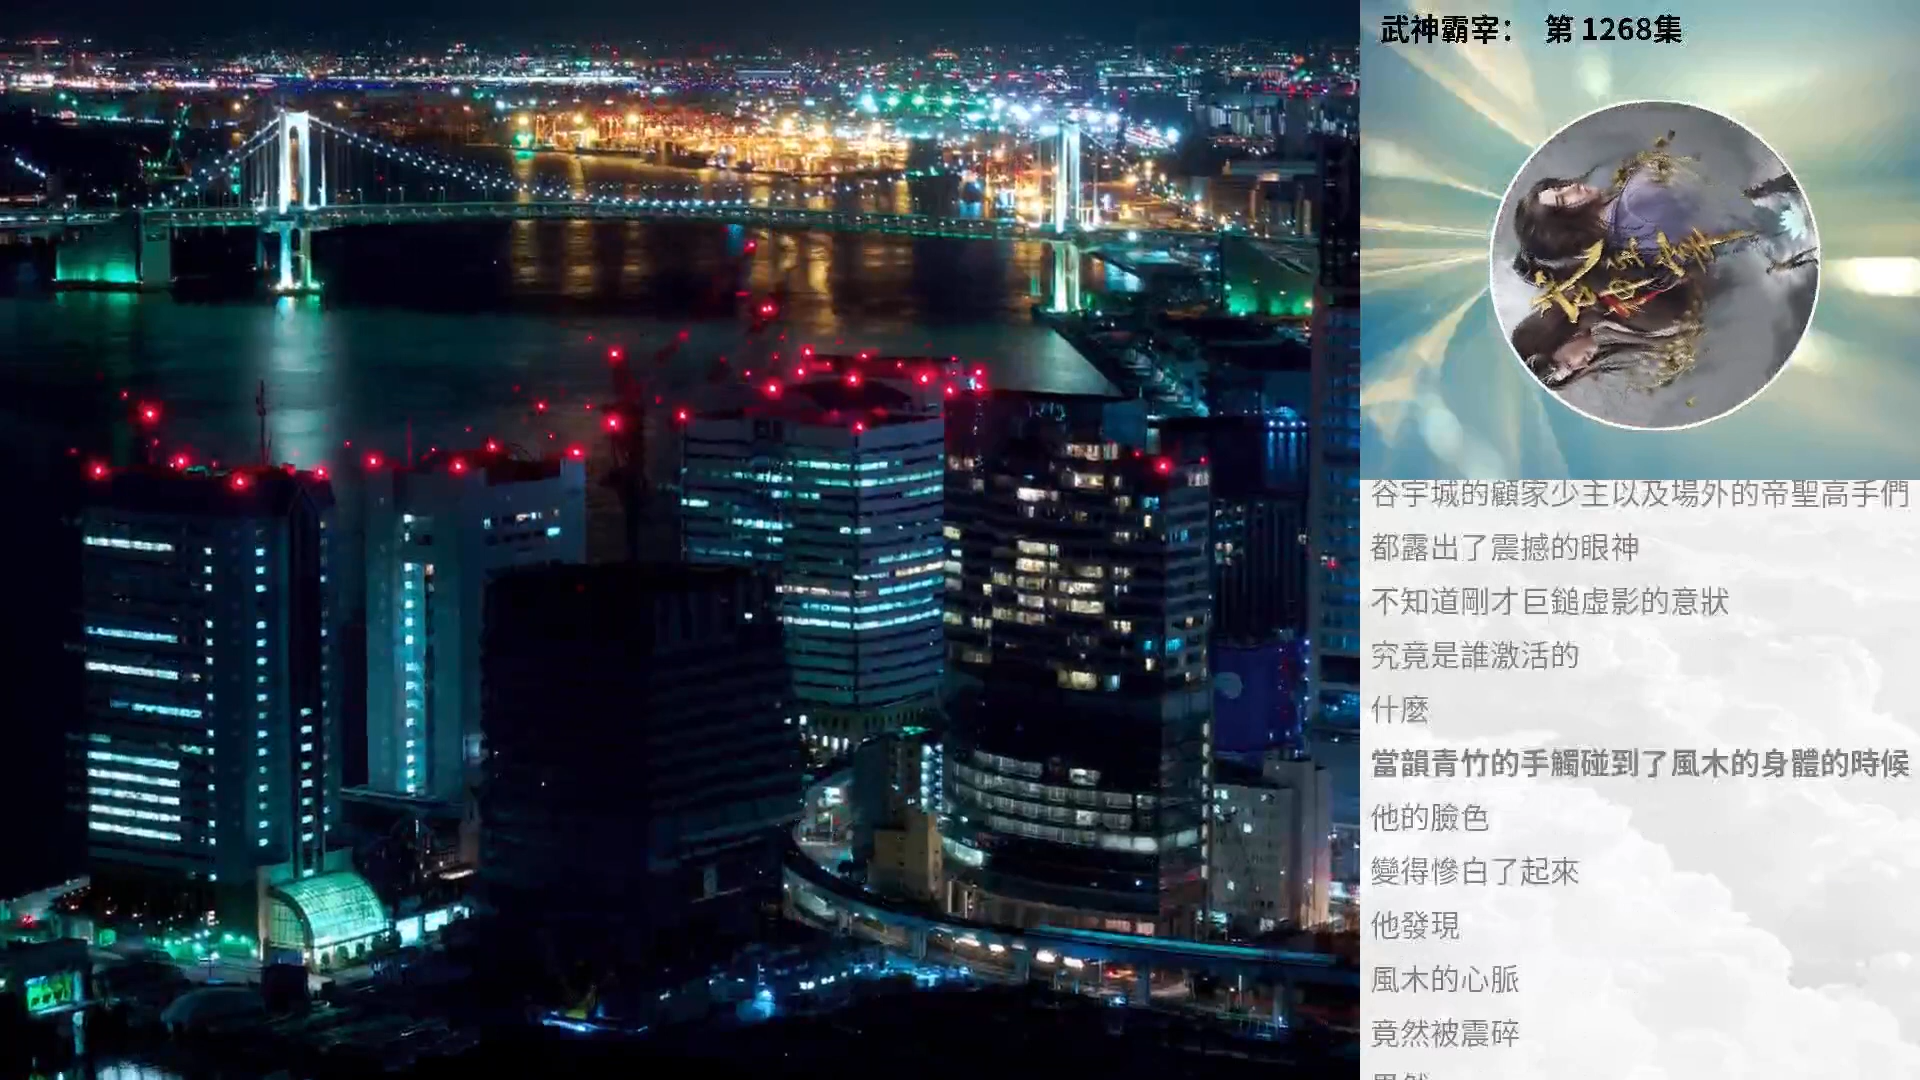 武神霸宰： 第 1268集
谷宇城的顧家少主以及場外的帝聖高手們
都露出了震撼的眼神
不知道剛才巨鎚虛影的意狀
究竟是誰激活的
什麼
當韻青竹的手觸碰到了風木的身體的時候
他的臉色
變得慘白了起來
他發現
風木的心脈
竟然被震碎